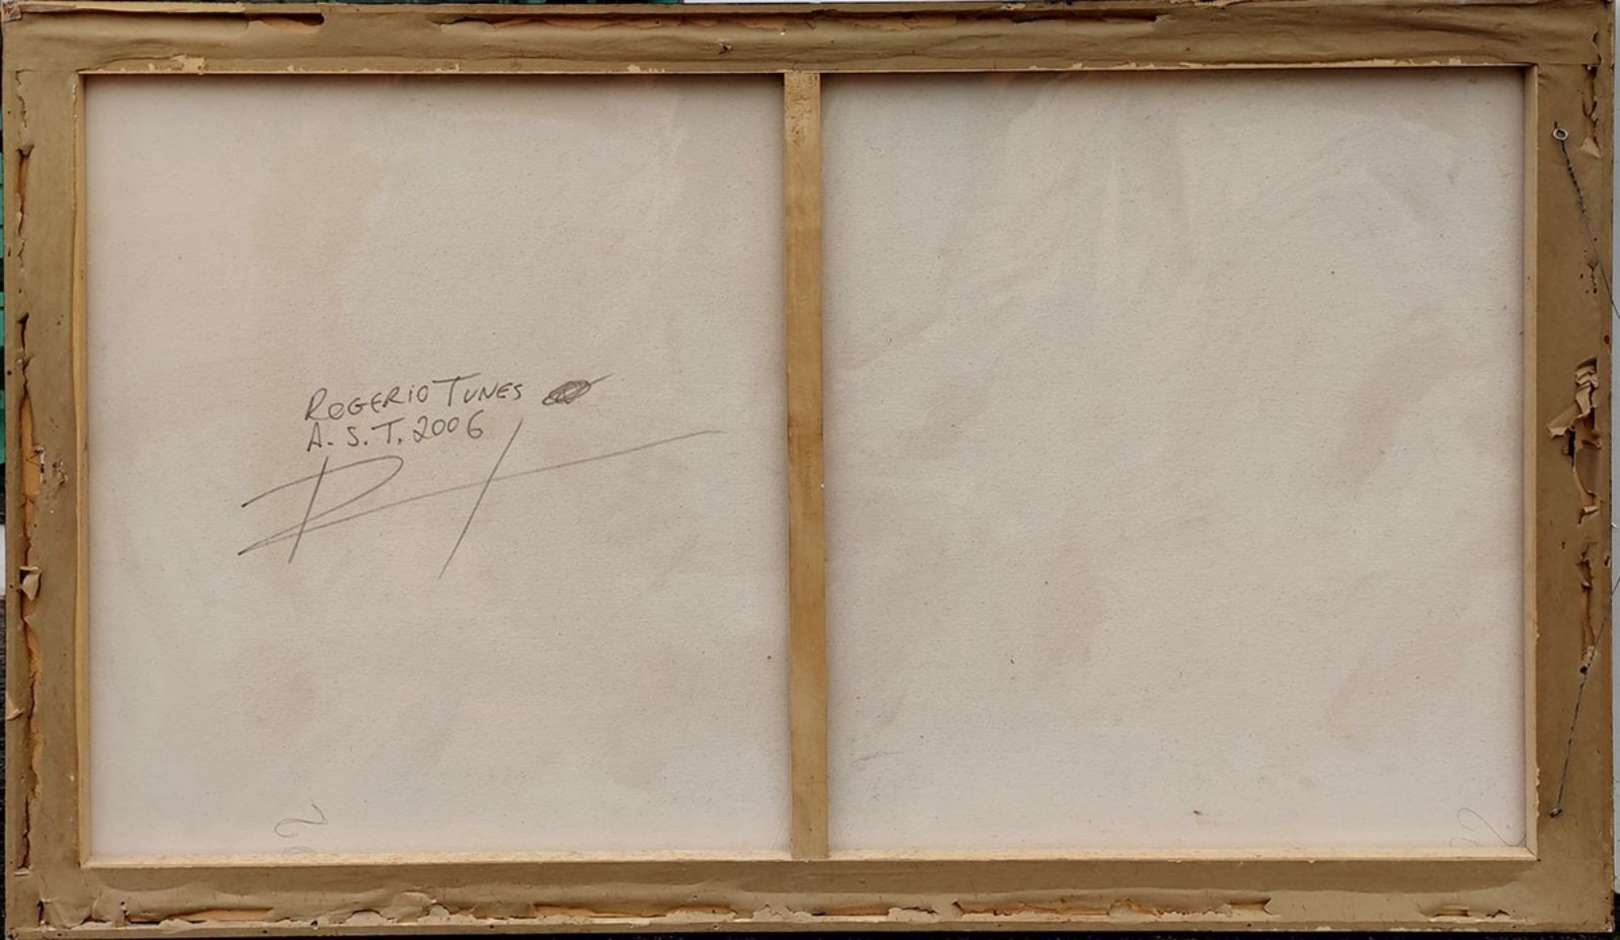 ROGERIO TUNES
A. S. T. 2006